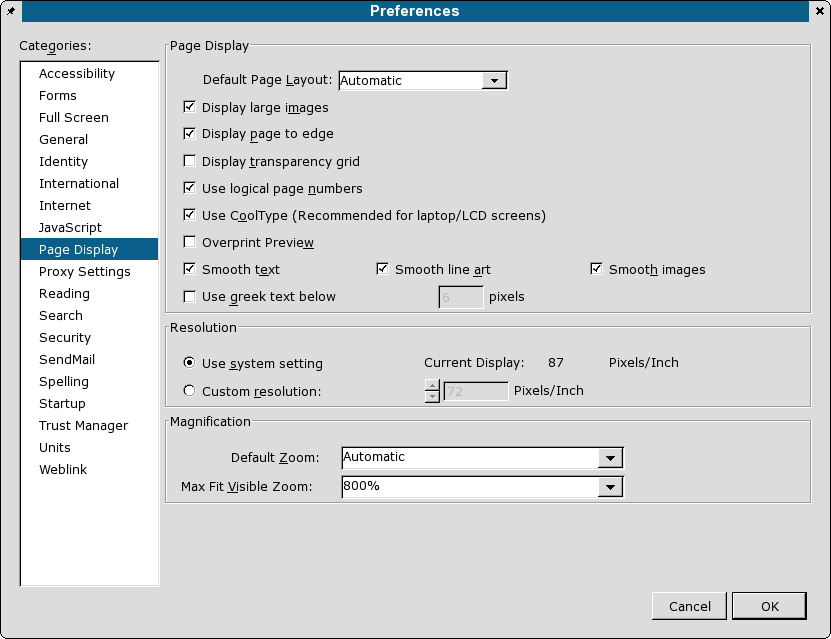 Preferences
Categories:
Accessibility
Forms
Full Screen
General
Identity
International
Internet
JavaScript
Page Display
Proxy Settings
Reading
Search
Security
SendMail
Spelling
Startup
Trust Manager
Units
Weblink
Page Display
Default Page Layout: Automatic
Display large images
Display page to edge
Display transparency grid
Use logical page numbers
Use CoolType (Recommended for laptop/LCD screens)
Overprint Preview
Smooth text Smooth line art Smooth images
Use greek text below 6 pixels
Resolution
Use system setting Current Display: 87 Pixels/Inch
Custom resolution: 72 Pixels/Inch
Magnification
Default Zoom: Automatic
Max Fit Visible Zoom: 800%
Cancel OK